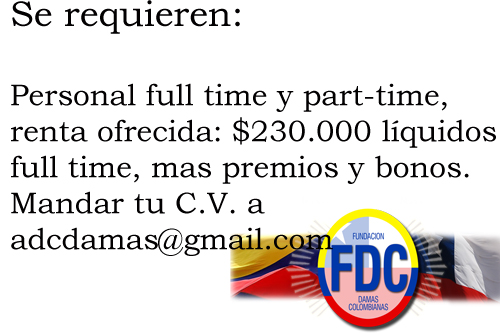 Se requieren:
Personal full time y part-time,
renta ofrecida: $230.000 líquidos
full time, mas premios y bonos.
Mandar tu C.V. a
adcdamas@gmail.com
FUNDACION
FDC
DAMAS
COLOMBIANAS